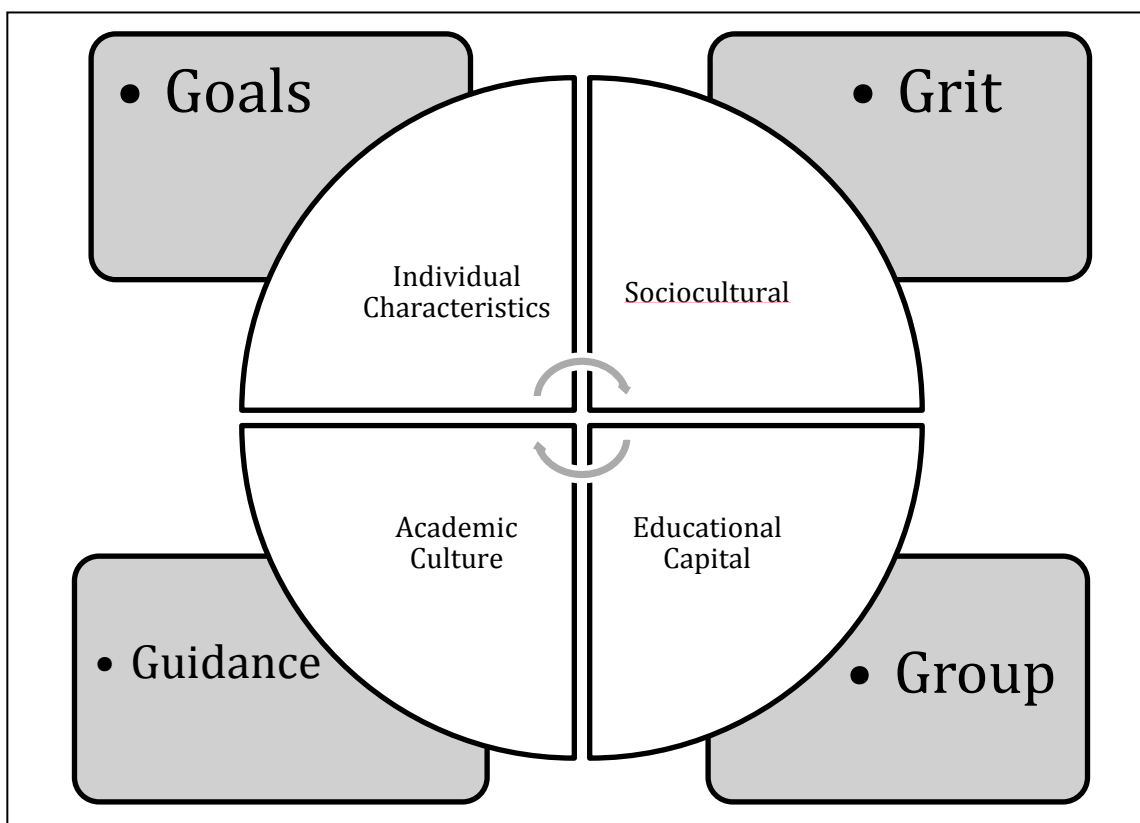 • Goals
• Grit
Individual
Characteristics
Sociocultural
Academic
Culture
Educational
Capital
• Guidance
• Group